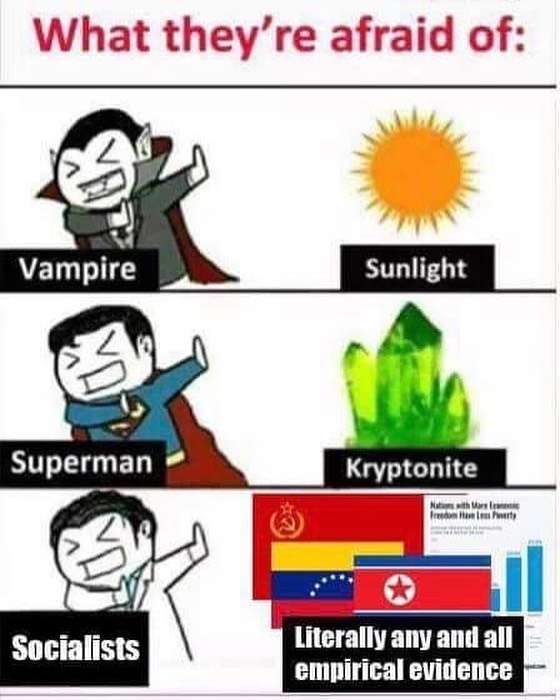 What they're afraid of:
Vampire
Sunlight
Superman
Kryptonite
Nations with More Economic
Freedom Have Less Poverty
Socialists
Literally any and all
empirical evidence